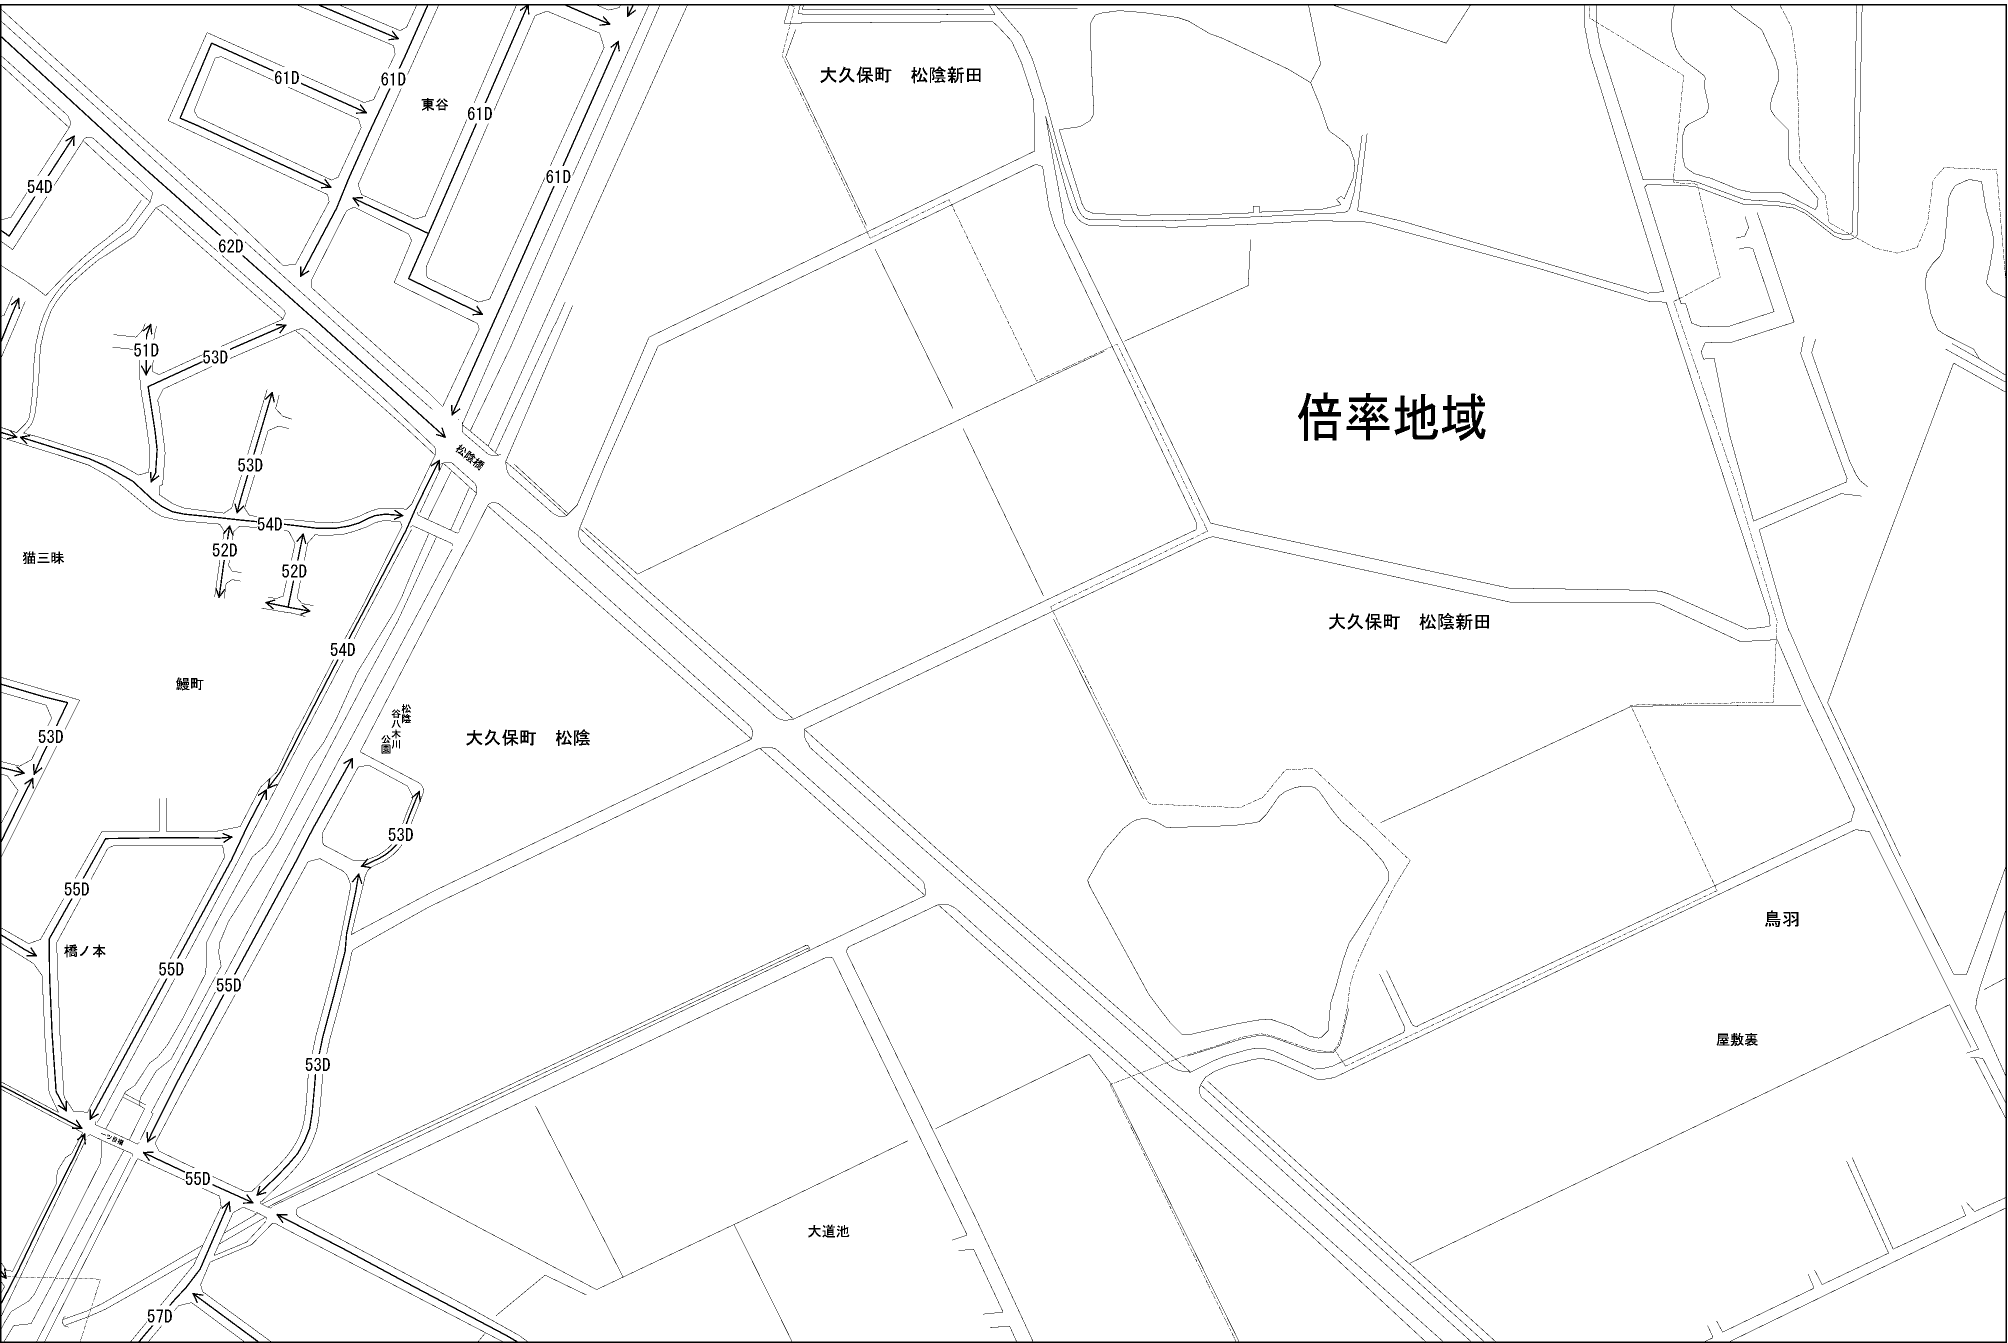 大久保町　松陰新田
61D
61D
東谷
61D
61D
54D
62D
51D
53D
倍率地域
53D
松陰橋
54D
52D
52D
猫三昧
大久保町　松陰新田
54D
鰻町
松陰
谷八木川
公園
53D
大久保町　松陰
53D
55D
鳥羽
橋ノ本
55D
55D
屋敷裏
53D
55D
大道池
57D